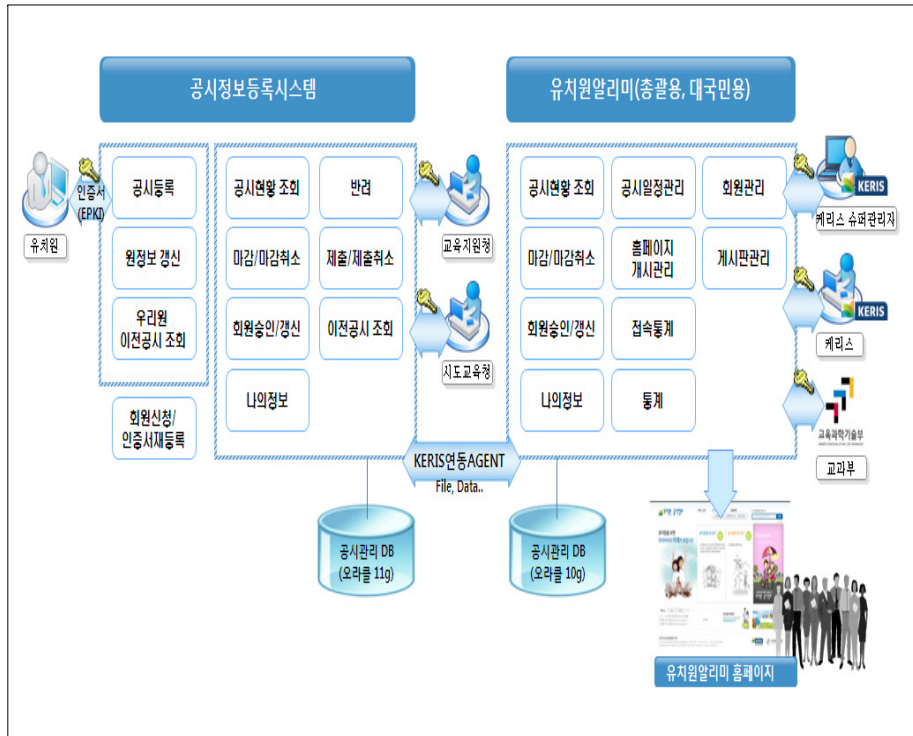 공시정보등록시스템
유치원알리미(총괄용, 대국민용)
인증서
(EPKI)
유치원
공시등록
원정보 갱신
우리원
이전공시 조회
회원신청/
인증서재등록
공시현황 조회
반려
마감/마감취소
제출/제출취소
회원승인/갱신
이전공시 조회
나의정보
교육지원청
시도교육청
공시현황 조회
공시일정관리
회원관리
마감/마감취소
홈페이지
개시관리
게시판관리
회원승인/갱신
접속통계
나의정보
통계
KERIS
케리스 슈퍼관리자
KERIS
케리스
교육과학기술부
교과부
KERIS연동AGENT
File, Data..
공시관리 DB
(오라클 11g)
공시관리 DB
(오라클 10g)
유치원알리미 홈페이지